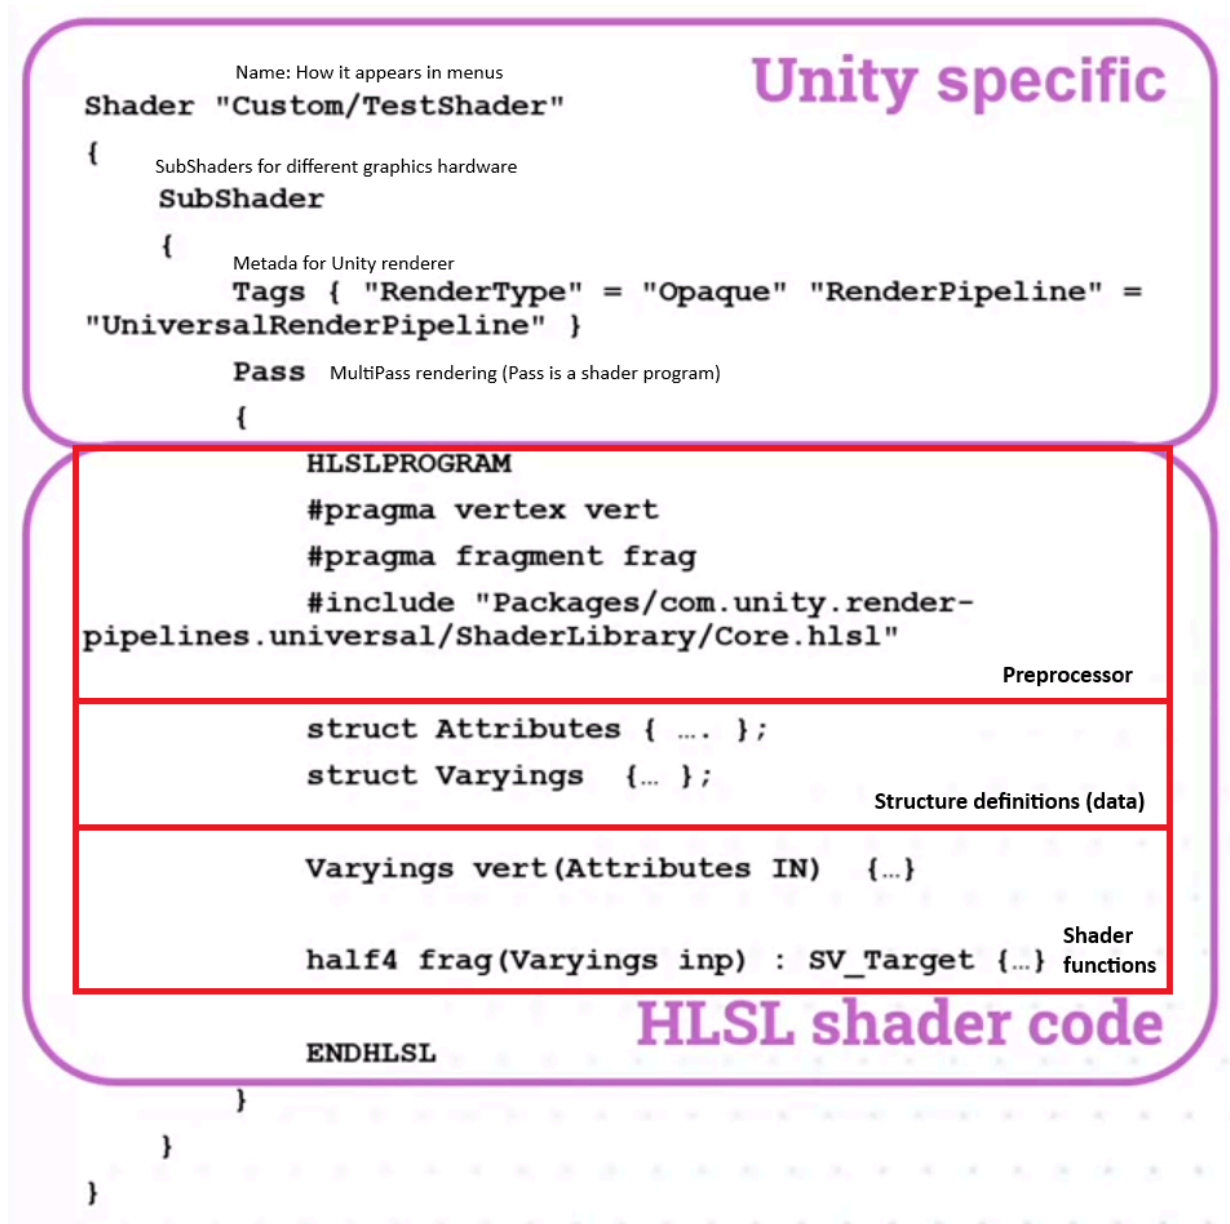 Unity specific
Name: How it appears in menus
Shader "Custom/TestShader"
{
SubShaders for different graphics hardware
SubShader
{
Metada for Unity renderer
Tags { "RenderType" = "Opaque" "RenderPipeline" =
"UniversalRenderPipeline" }
Pass MultiPass rendering (Pass is a shader program)
{
HLSLPROGRAM
#pragma vertex vert
#pragma fragment frag
#include "Packages/com.unity.render-
pipelines.universal/ShaderLibrary/Core.hlsl"
Preprocessor
struct Attributes { …. };
struct Varyings {… };
Structure definitions (data)
Varyings vert(Attributes IN) {…}
half4 frag(Varyings inp) : SV_Target {…}
Shader
functions
HLSL shader code
ENDHLSL
}
}
}